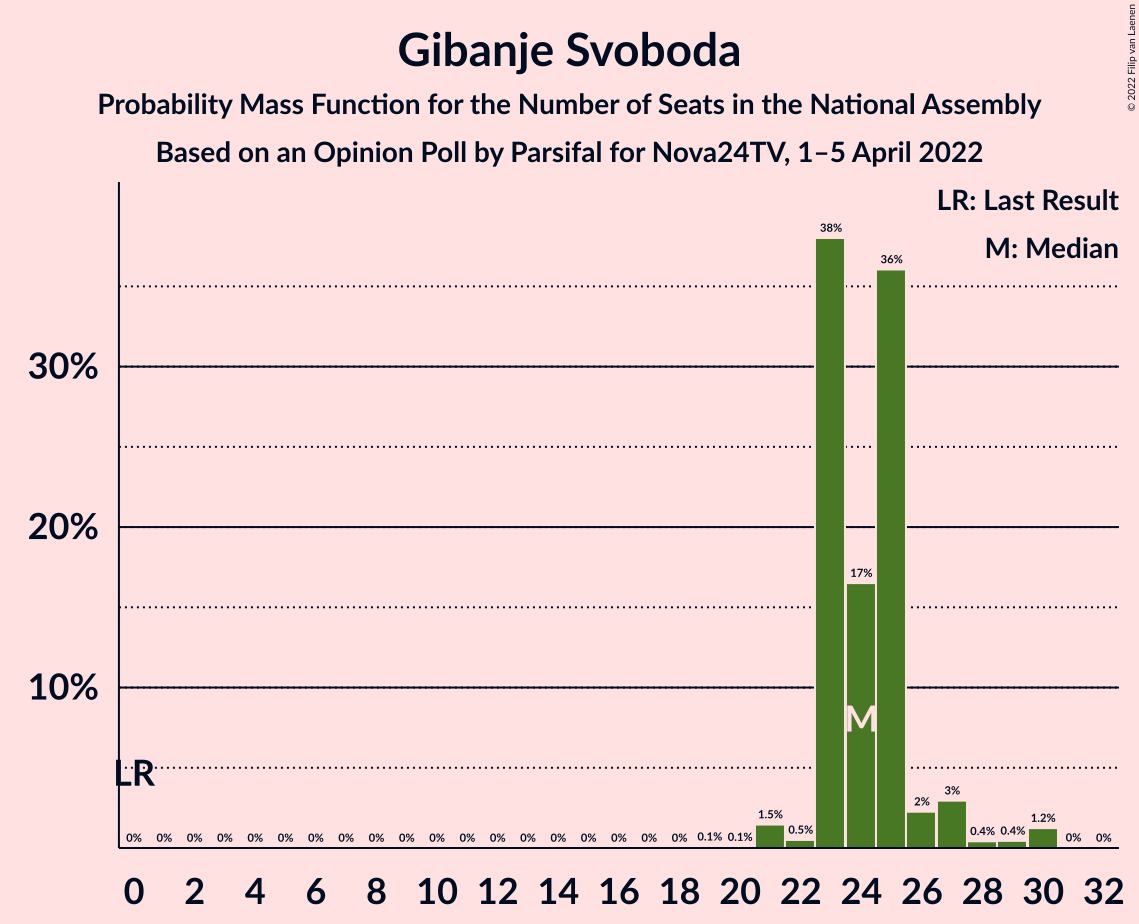 Gibanje Svoboda
Probability Mass Function for the Number of Seats in the National Assembly
Based on an Opinion Poll by Parsifal for Nova24TV, 1–5 April 2022
© 2022 Filip van Laenen
LR: Last Result
M: Median
30%
20%
10%
LR
M
0% 0% 0% 0% 0% 0% 0% 0% 0% 0% 0% 0% 0% 0% 0% 0% 0% 0% 0% 0.1% 0.1% 1.5% 0.5% 38% 17% 36% 2% 3% 0.4% 0.4% 1.2% 0% 0%
0 2 4 6 8 10 12 14 16 18 20 22 24 26 28 30 32